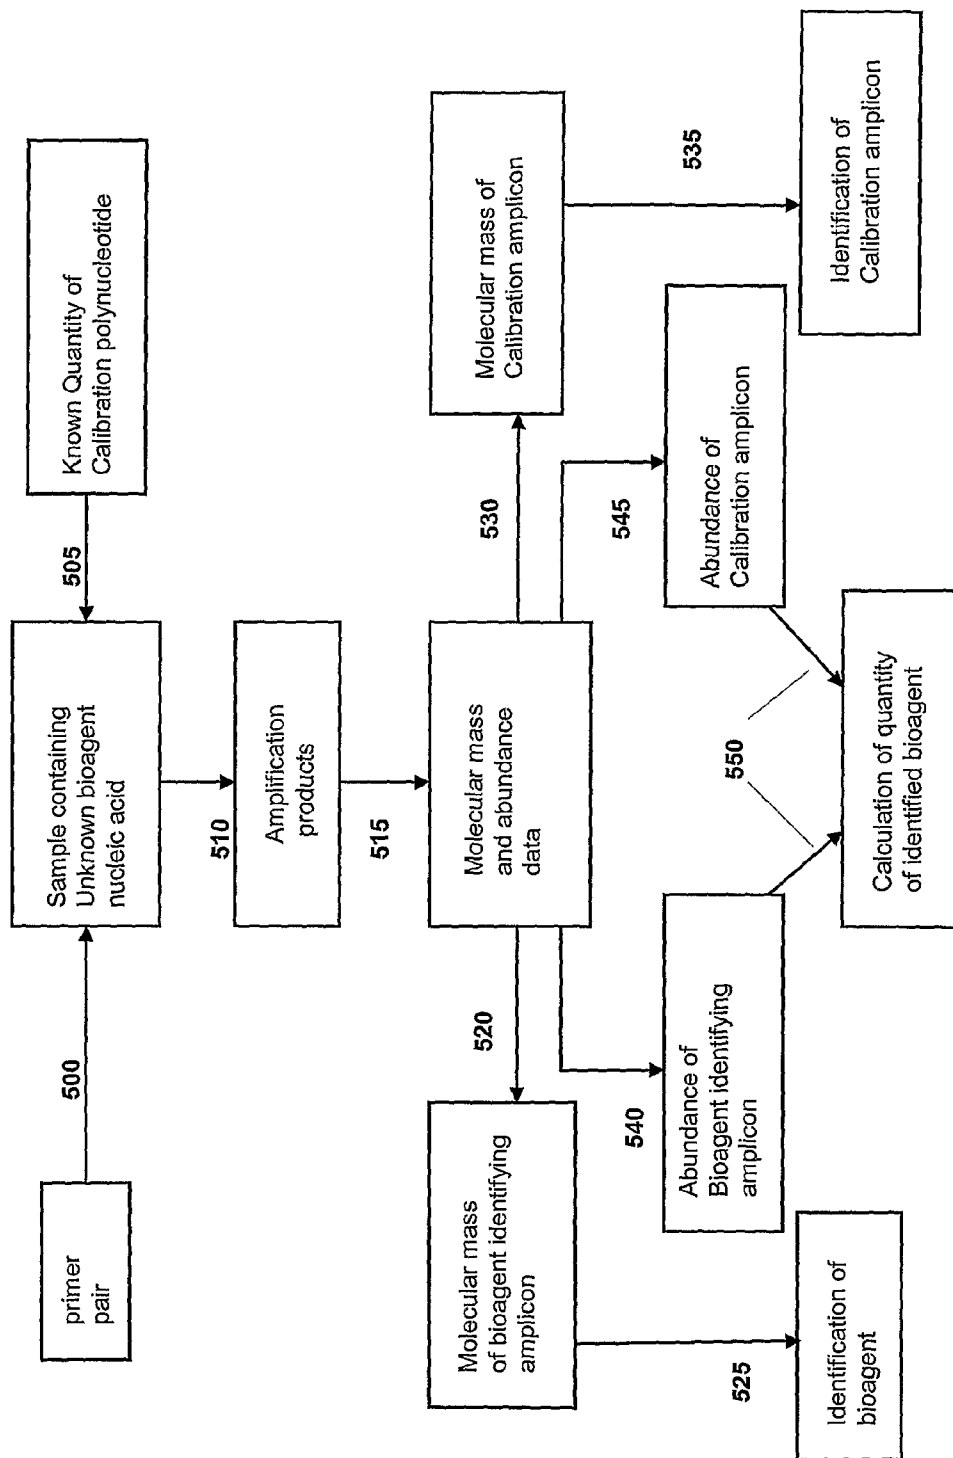 primer
pair
500
Sample containing
Unknown bioagent
nucleic acid
505
Known Quantity of
Calibration polynucleotide
510
Amplification
products
515
Molecular mass
of bioagent identifying
amplicon
520
Molecular mass
and abundance
data
530
Molecular mass of
Calibration amplicon
525
540
Abundance of
Bioagent identifying
amplicon
545
Abundance of
Calibration amplicon
535
Identification of
bioagent
550
Calculation of quantity
of identified bioagent
Identification of
Calibration amplicon